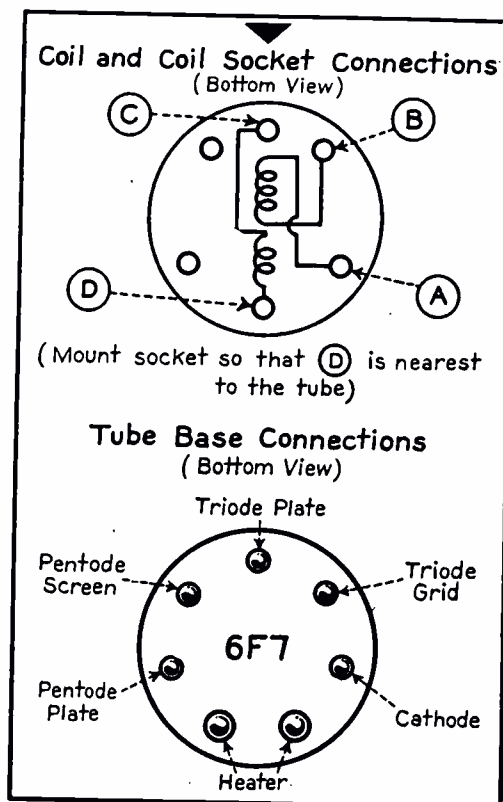 Coil and Coil Socket Connections
(Bottom View)
C
B
D
A
(Mount socket so that D is nearest
to the tube)
Tube Base Connections
(Bottom View)
Triode Plate
Pentode
Screen
Triode
Grid
6F7
Pentode
Plate
Cathode
Heater